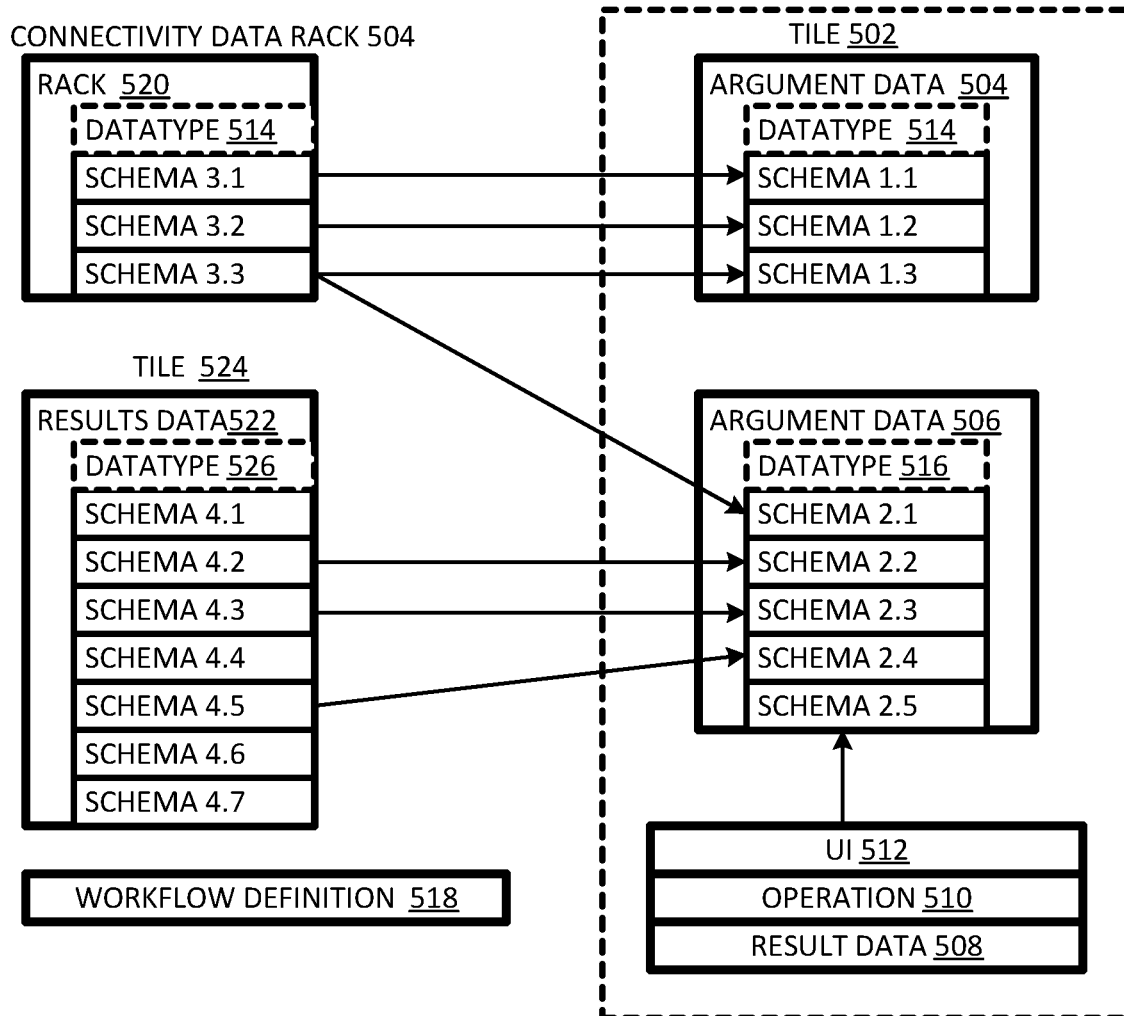 CONNECTIVITY DATA RACK 504
RACK 520
DATATYPE 514
SCHEMA 3.1
SCHEMA 3.2
SCHEMA 3.3
TILE 524
RESULTS DATA522
DATATYPE 526
SCHEMA 4.1
SCHEMA 4.2
SCHEMA 4.3
SCHEMA 4.4
SCHEMA 4.5
SCHEMA 4.6
SCHEMA 4.7
WORKFLOW DEFINITION 518
TILE 502
ARGUMENT DATA 504
DATATYPE 514
SCHEMA 1.1
SCHEMA 1.2
SCHEMA 1.3
ARGUMENT DATA 506
DATATYPE 516
SCHEMA 2.1
SCHEMA 2.2
SCHEMA 2.3
SCHEMA 2.4
SCHEMA 2.5
UI 512
OPERATION 510
RESULT DATA 508